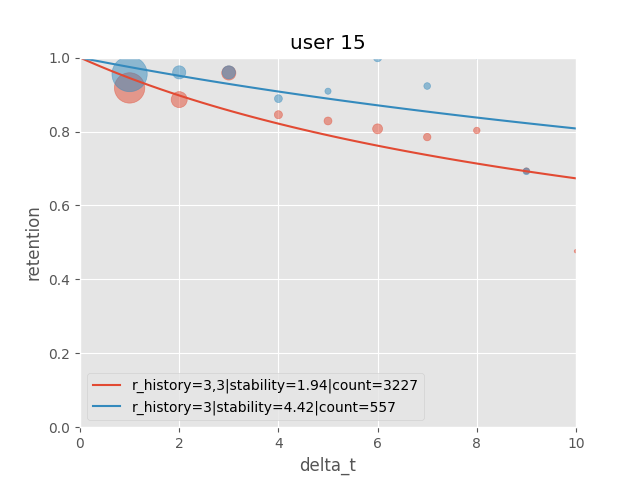 user 15
1.0
0.8
0.6
0.4
0.2
0.0
retention
r_history=3,3|stability=1.94|count=3227
r_history=3|stability=4.42|count=557
0 2 4 6 8 10
delta_t